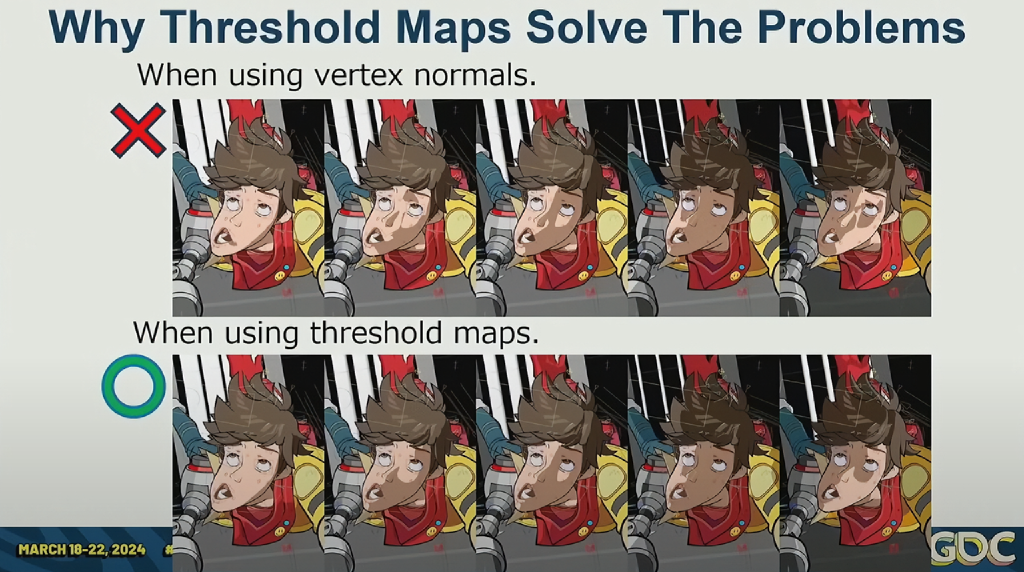 Why Threshold Maps Solve The Problems
When using vertex normals.
When using threshold maps.
MARCH 18-22, 2024 #
GDC